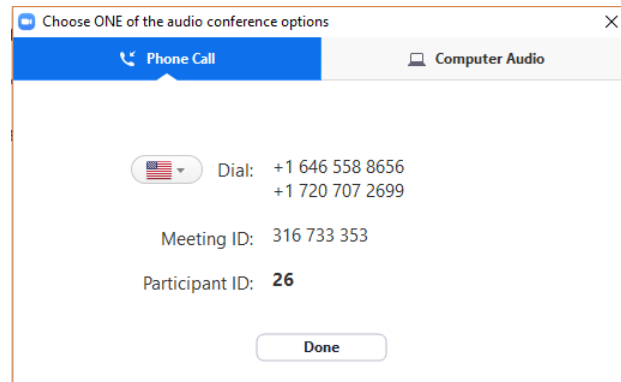 Choose ONE of the audio conference options
Phone Call
Computer Audio
Dial: +1 646 558 8656
+1 720 707 2699
Meeting ID: 316 733 353
Participant ID: 26
Done